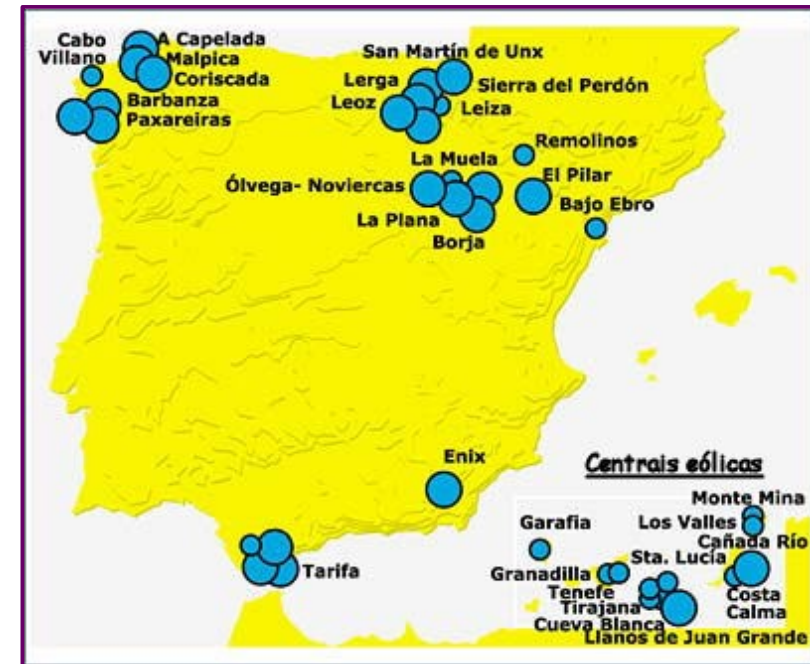 Cabo
Villano
A Capelada
Malpica
Coriscada
Barbanza
Paxareiras
San Martín de Unx
Lerga
Sierra del Perdón
Leoz
Leiza
Remolinos
La Muela
El Pilar
Ólvega- Noviercas
Bajo Ebro
La Plana
Borja
Enix
Tarifa
Centrais eólicas
Monte Mina
Los Valles
Garafia
Cañada Río
Sta. Lucía
Granadilla
Tenefe
Tirajana
Costa
Calma
Cueva Blanca
Llanos de Juan Grande